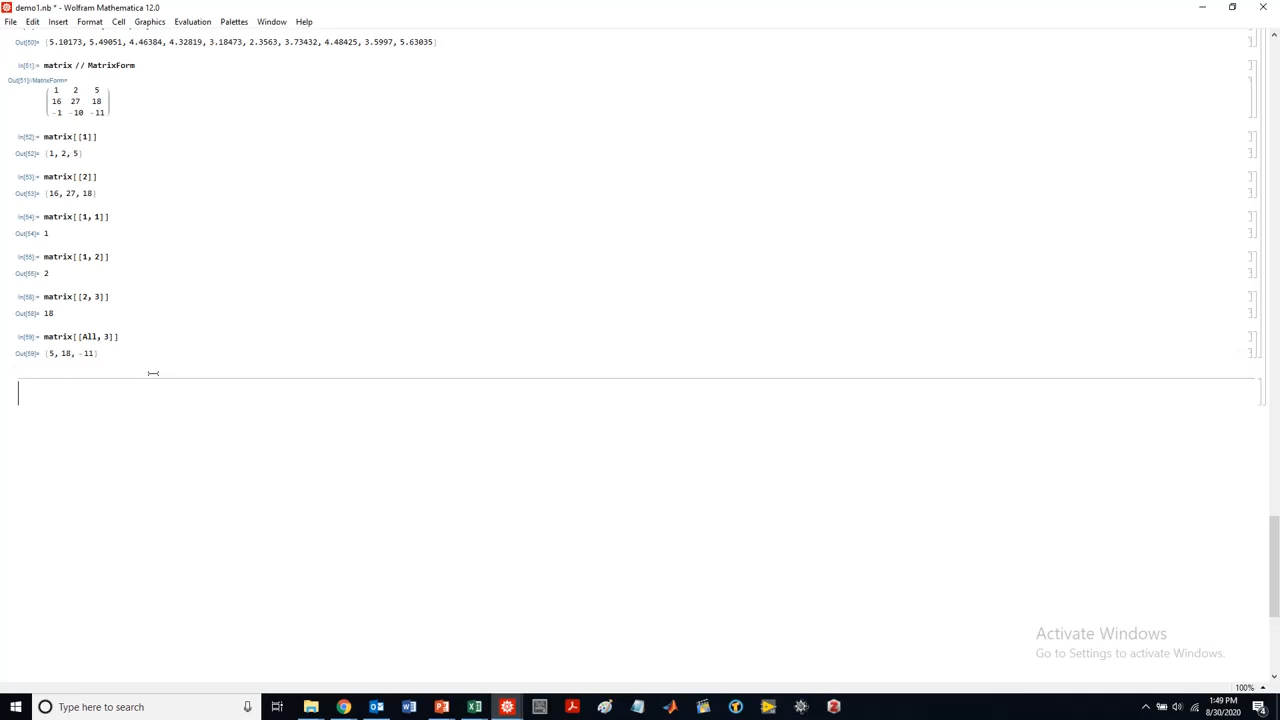 demo1.nb * - Wolfram Mathematica 12.0
File Edit Insert Format Cell Graphics Evaluation Palettes Window Help
Out[50]= {5.10173, 5.49051, 4.46384, 4.32819, 3.18473, 2.3563, 3.73432, 4.48425, 3.5997, 5.63035}
In[51]:= matrix // MatrixForm
Out[51]//MatrixForm=
1 2 5
16 27 18
-1 -10 -11
In[52]:= matrix[[1]]
Out[52]= {1, 2, 5}
In[53]:= matrix[[2]]
Out[53]= {16, 27, 18}
In[54]:= matrix[[1, 1]]
Out[54]= 1
In[55]:= matrix[[1, 2]]
Out[55]= 2
In[58]:= matrix[[2, 3]]
Out[58]= 18
In[59]:= matrix[[All, 3]]
Out[59]= {5, 18, -11}
Activate Windows
Go to Settings to activate Windows.
100%
Type here to search
1:49 PM
8/30/2020
4